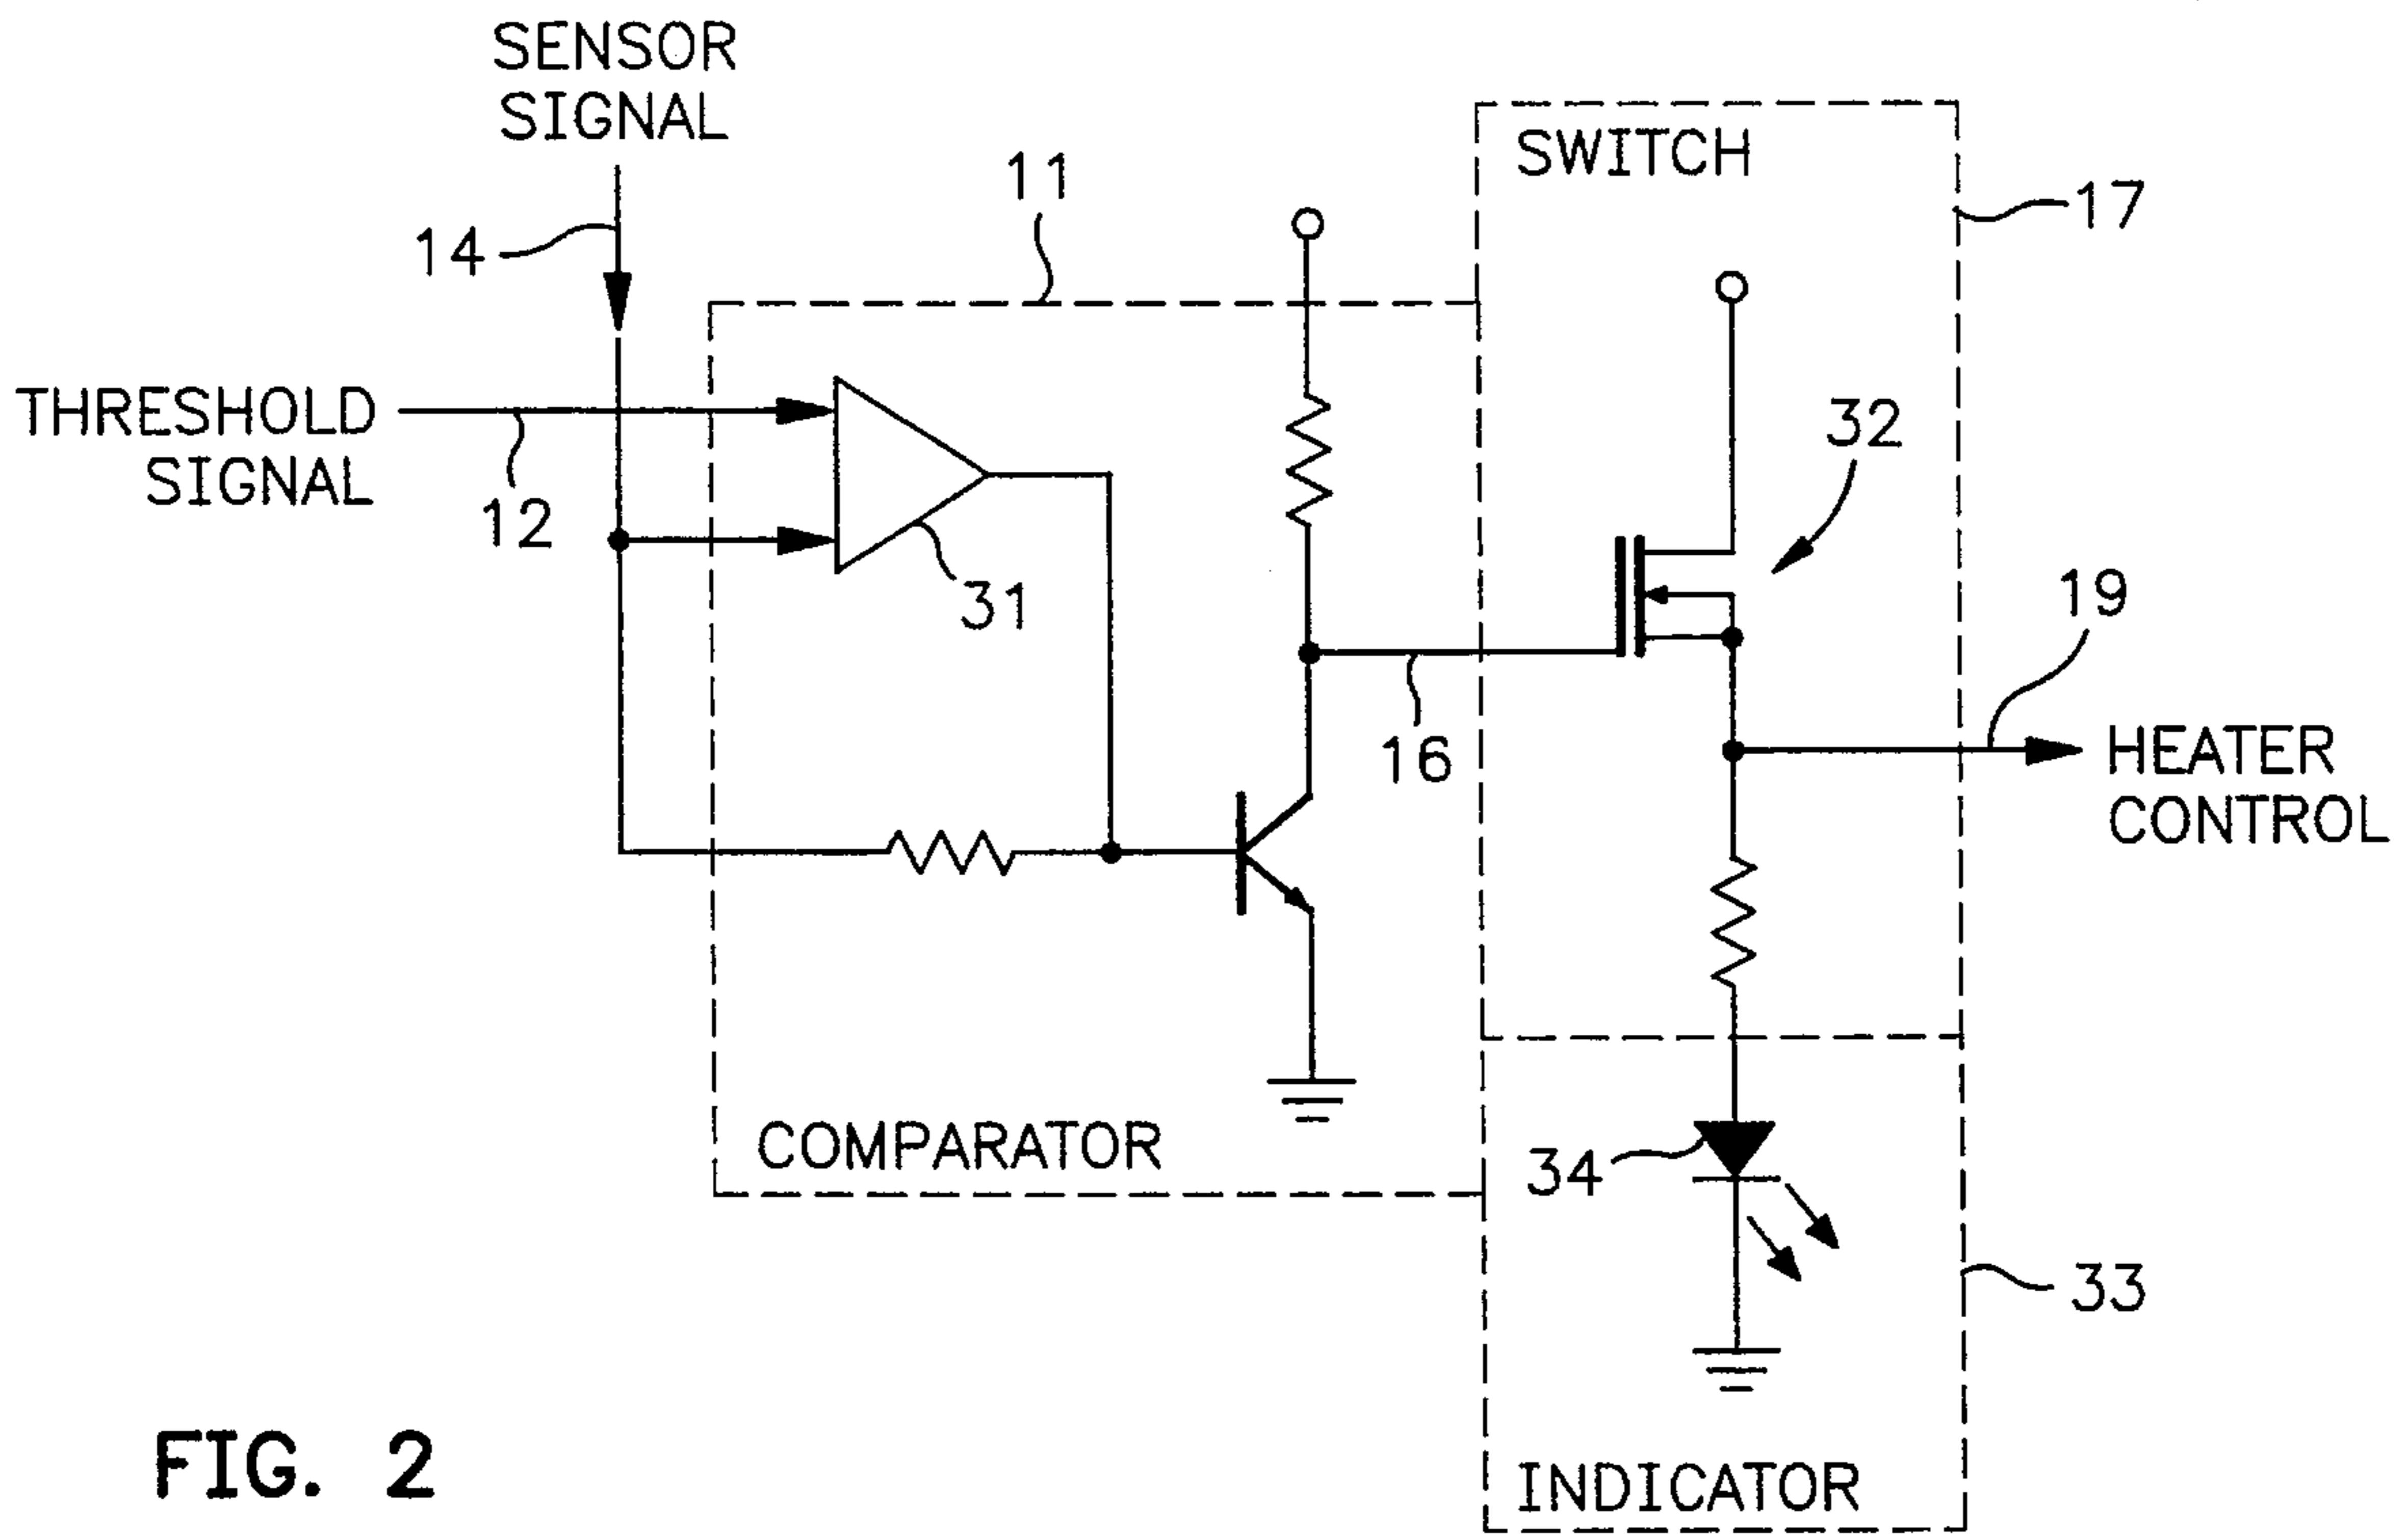 SENSOR
SIGNAL
11
SWITCH
17
14
THRESHOLD
SIGNAL
12
31
32
19
16
HEATER
CONTROL
COMPARATOR
34
33
INDICATOR
FIG. 2